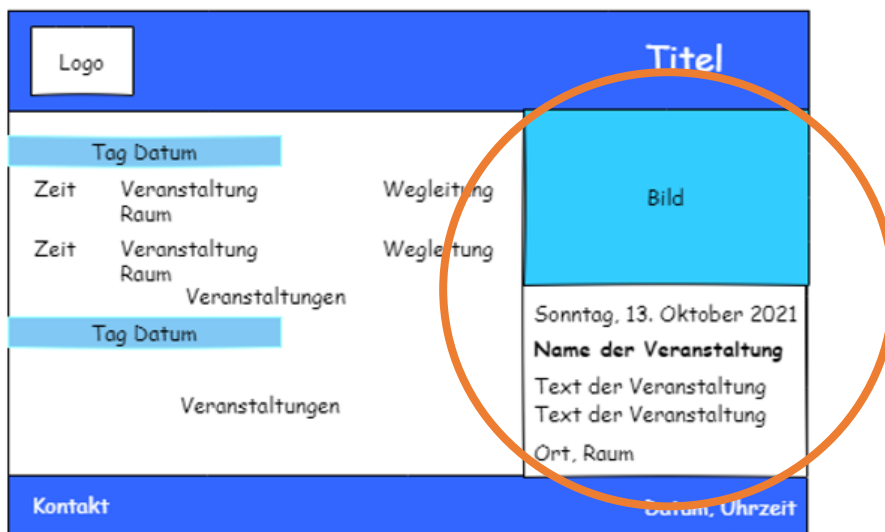 Logo
Titel
Tag Datum
Zeit Veranstaltung Wegleitung
Raum
Zeit Veranstaltung Wegleitung
Raum
Veranstaltungen
Tag Datum
Veranstaltungen
Bild
Sonntag, 13. Oktober 2021
Name der Veranstaltung
Text der Veranstaltung
Text der Veranstaltung
Ort, Raum
Kontakt
Datum, Uhrzeit